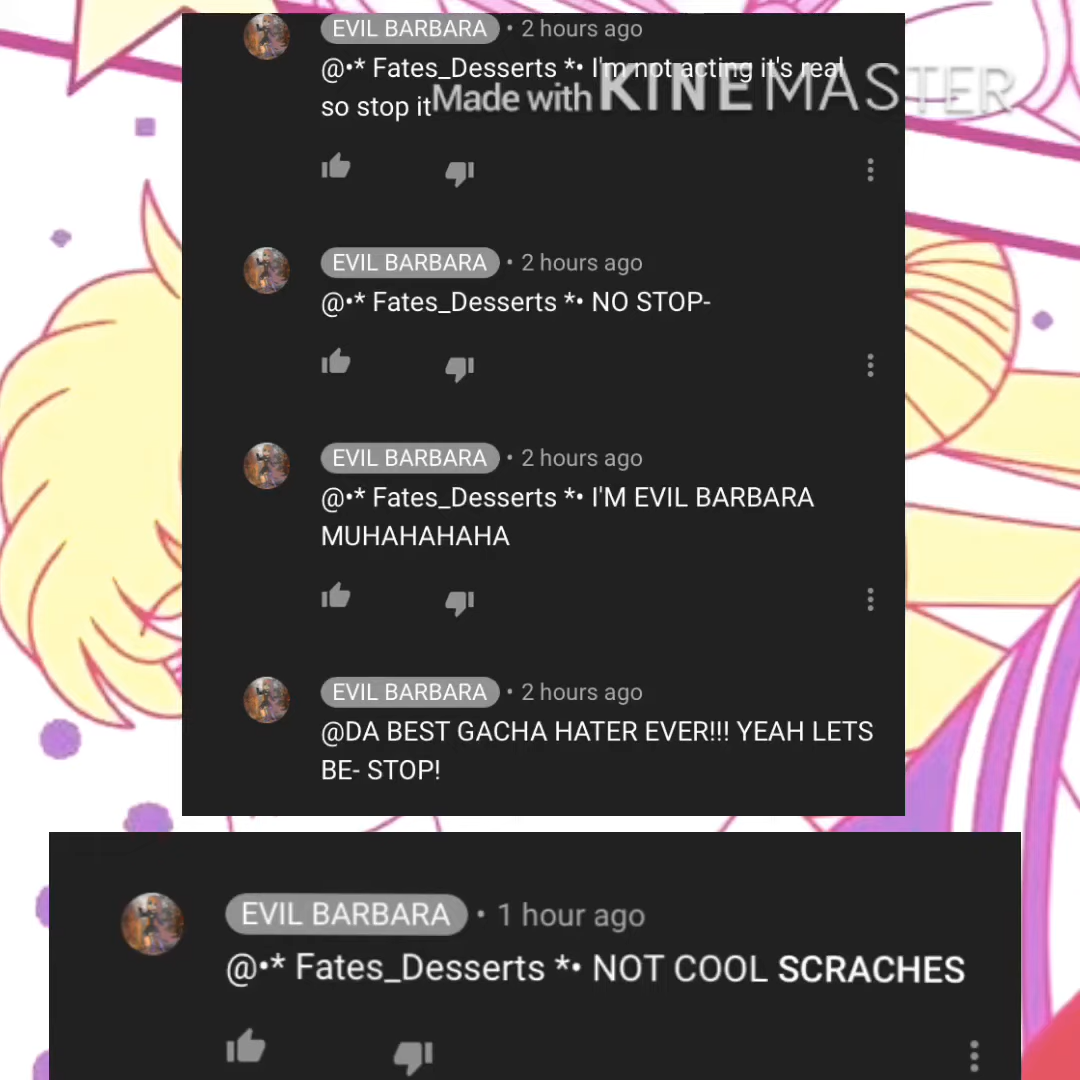 EVIL BARBARA • 2 hours ago
@•* Fates_Desserts *• I'm not acting it's real
so stop it
Made with KINEMASTER
EVIL BARBARA • 2 hours ago
@•* Fates_Desserts *• NO STOP-
EVIL BARBARA • 2 hours ago
@•* Fates_Desserts *• I'M EVIL BARBARA
MUHAHAHAHA
EVIL BARBARA • 2 hours ago
@DA BEST GACHA HATER EVER!!! YEAH LETS
BE- STOP!
EVIL BARBARA • 1 hour ago
@•* Fates_Desserts *• NOT COOL SCRACHES